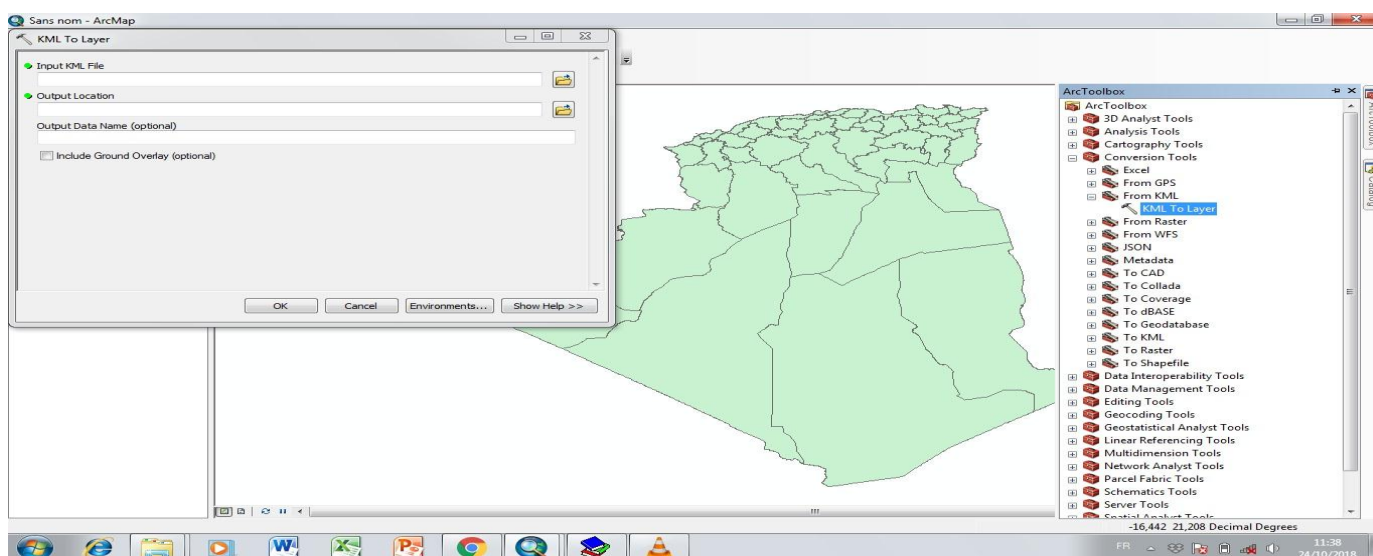 Sans nom - ArcMap
KML To Layer
Input KML File
Output Location
Output Data Name (optional)
Include Ground Overlay (optional)
OK
Cancel
Environments...
Show Help >>
ArcToolbox
ArcToolbox
3D Analyst Tools
Analysis Tools
Cartography Tools
Conversion Tools
Excel
From GPS
From KML
KML To Layer
From Raster
From WFS
JSON
Metadata
To CAD
To Collada
To Coverage
To dBASE
To Geodatabase
To KML
To Raster
To Shapefile
Data Interoperability Tools
Data Management Tools
Editing Tools
Geocoding Tools
Geostatistical Analyst Tools
Linear Referencing Tools
Multidimension Tools
Network Analyst Tools
Parcel Fabric Tools
Schematics Tools
Server Tools
Spatial Analyst Tools
ArcToolbox
Catalog
-16,442 21,208 Decimal Degrees
FR
11:38
24/10/2018